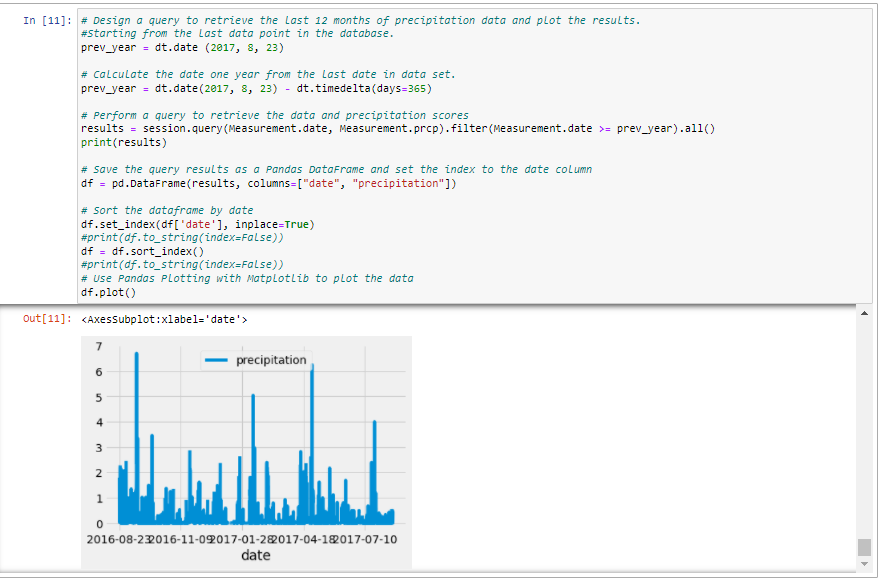 In [11]: # Design a query to retrieve the last 12 months of precipitation data and plot the results.
#Starting from the last data point in the database.
prev_year = dt.date (2017, 8, 23)
# Calculate the date one year from the last date in data set.
prev_year = dt.date(2017, 8, 23) - dt.timedelta(days=365)
# Perform a query to retrieve the data and precipitation scores
results = session.query(Measurement.date, Measurement.prcp).filter(Measurement.date >= prev_year).all()
print(results)
# Save the query results as a Pandas DataFrame and set the index to the date column
df = pd.DataFrame(results, columns=["date", "precipitation"])
# Sort the dataframe by date
df.set_index(df['date'], inplace=True)
#print(df.to_string(index=False))
df = df.sort_index()
#print(df.to_string(index=False))
# Use Pandas Plotting with Matplotlib to plot the data
df.plot()
Out[11]: <AxesSubplot:xlabel='date'>
7
precipitation
6
5
4
3
2
1
0
2016-08-23 2016-11-09 2017-01-28 2017-04-18 2017-07-10
date